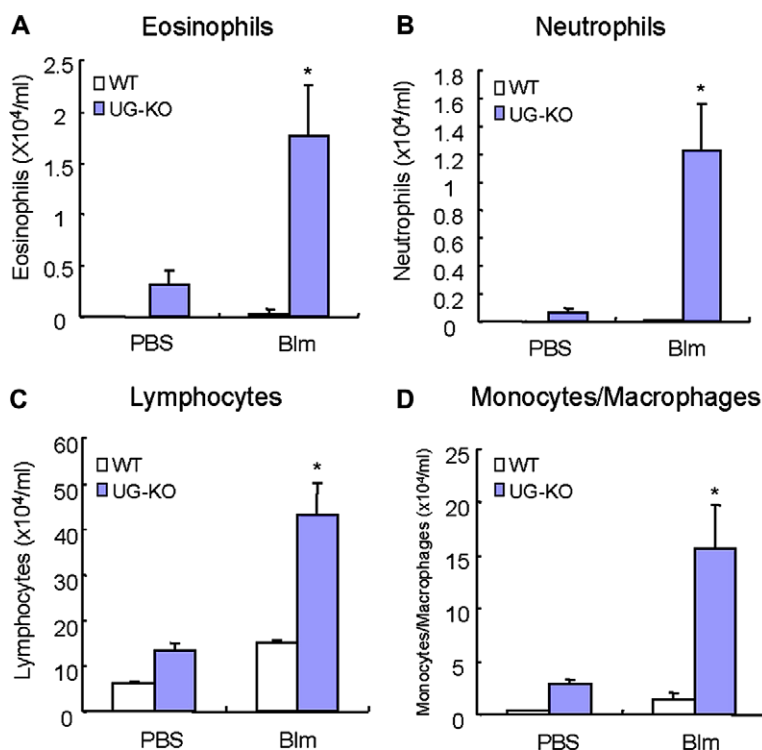 A Eosinophils
Eosinophils (X10⁴/ml)
2.5
2
1.5
1
0.5
0
WT
UG-KO
*
PBS Blm
B Neutrophils
Neutrophils (x10⁴/ml)
1.8
1.6
1.4
1.2
1
0.8
0.6
0.4
0.2
0
WT
UG-KO
*
PBS Blm
C Lymphocytes
Lymphocytes (x10⁴/ml)
60
50
40
30
20
10
0
WT
UG-KO
*
PBS Blm
D Monocytes/Macrophages
Monocytes/Macrophages (x10⁴/ml)
25
20
15
10
5
0
WT
UG-KO
*
PBS Blm